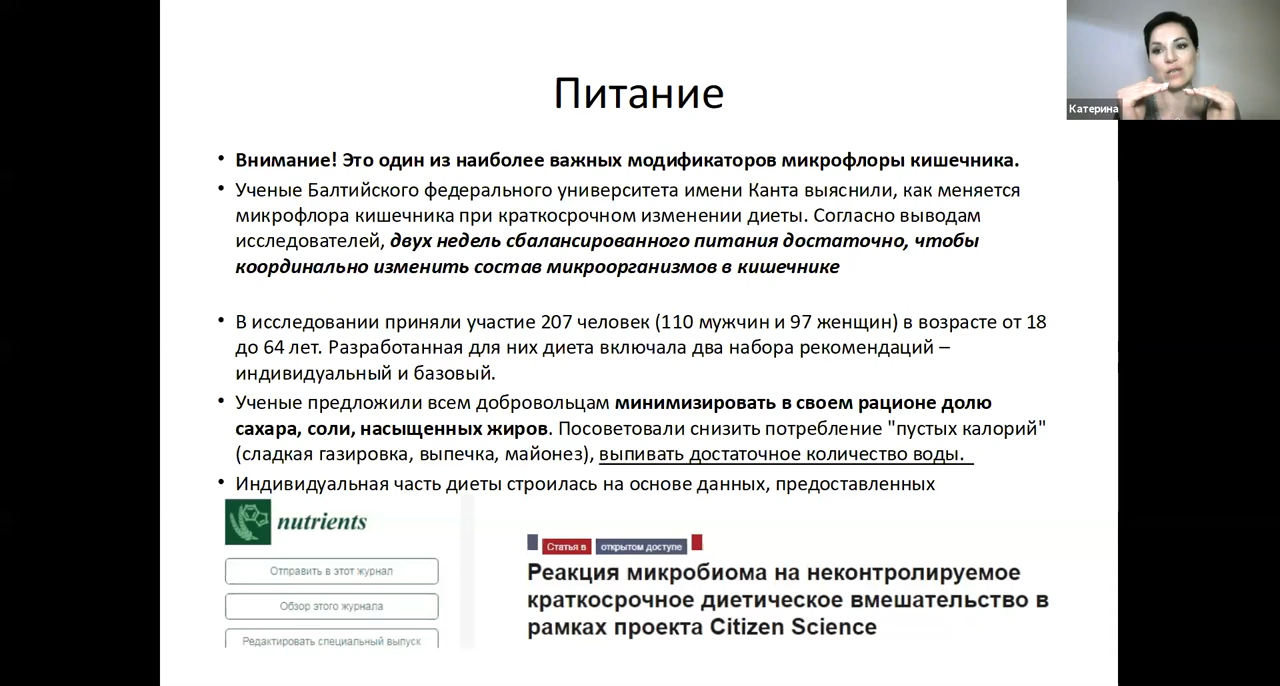 Питание
Катерина
• Внимание! Это один из наиболее важных модификаторов микрофлоры кишечника.
• Ученые Балтийского федерального университета имени Канта выяснили, как меняется
микрофлора кишечника при краткосрочном изменении диеты. Согласно выводам
исследователей, двух недель сбалансированного питания достаточно, чтобы
координально изменить состав микроорганизмов в кишечнике
• В исследовании приняли участие 207 человек (110 мужчин и 97 женщин) в возрасте от 18
до 64 лет. Разработанная для них диета включала два набора рекомендаций –
индивидуальный и базовый.
• Ученые предложили всем добровольцам минимизировать в своем рационе долю
сахара, соли, насыщенных жиров. Посоветовали снизить потребление "пустых калорий"
(сладкая газировка, выпечка, майонез), выпивать достаточное количество воды.
• Индивидуальная часть диеты строилась на основе данных, предоставленных
nutrients
Отправить в этот журнал
Обзор этого журнала
Редактировать специальный выпуск
Статья в открытом доступе
Реакция микробиома на неконтролируемое
краткосрочное диетическое вмешательство в
рамках проекта Citizen Science